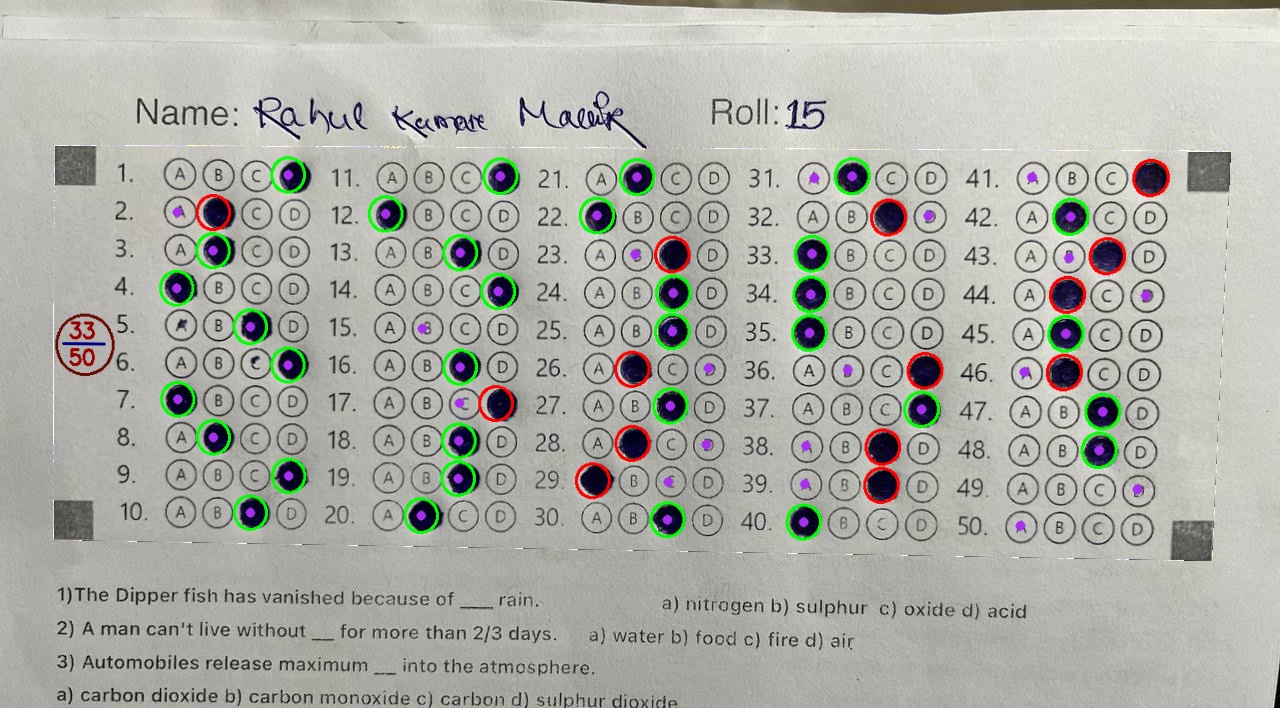 Name: Rahul Kumar Mallik Roll: 15
1. A B C 11. A B C 21. A C D 31. A C D 41. A B C
2. A C D 12. B C D 22. B C D 32. A B D 42. A C D
3. A C D 13. A B D 23. A B D 33. B C D 43. A B D
4. B C D 14. A B C 24. A B D 34. B C D 44. A C D
5. A B D 15. A B C D 25. A B D 35. B C D 45. A C D
33
50
6. A B C 16. A B D 26. A C D 36. A B C 46. A C D
7. B C D 17. A B C 27. A B D 37. A B C 47. A B D
8. A C D 18. A B D 28. A C D 38. A B D 48. A B D
9. A B C 19. A B D 29. B C D 39. A B D 49. A B C D
10. A B D 20. A C D 30. A B D 40. B C D 50. A B C D
1)The Dipper fish has vanished because of ___ rain. a) nitrogen b) sulphur c) oxide d) acid
2) A man can't live without __ for more than 2/3 days. a) water b) food c) fire d) air
3) Automobiles release maximum __ into the atmosphere.
a) carbon dioxide b) carbon monoxide c) carbon d) sulphur dioxide